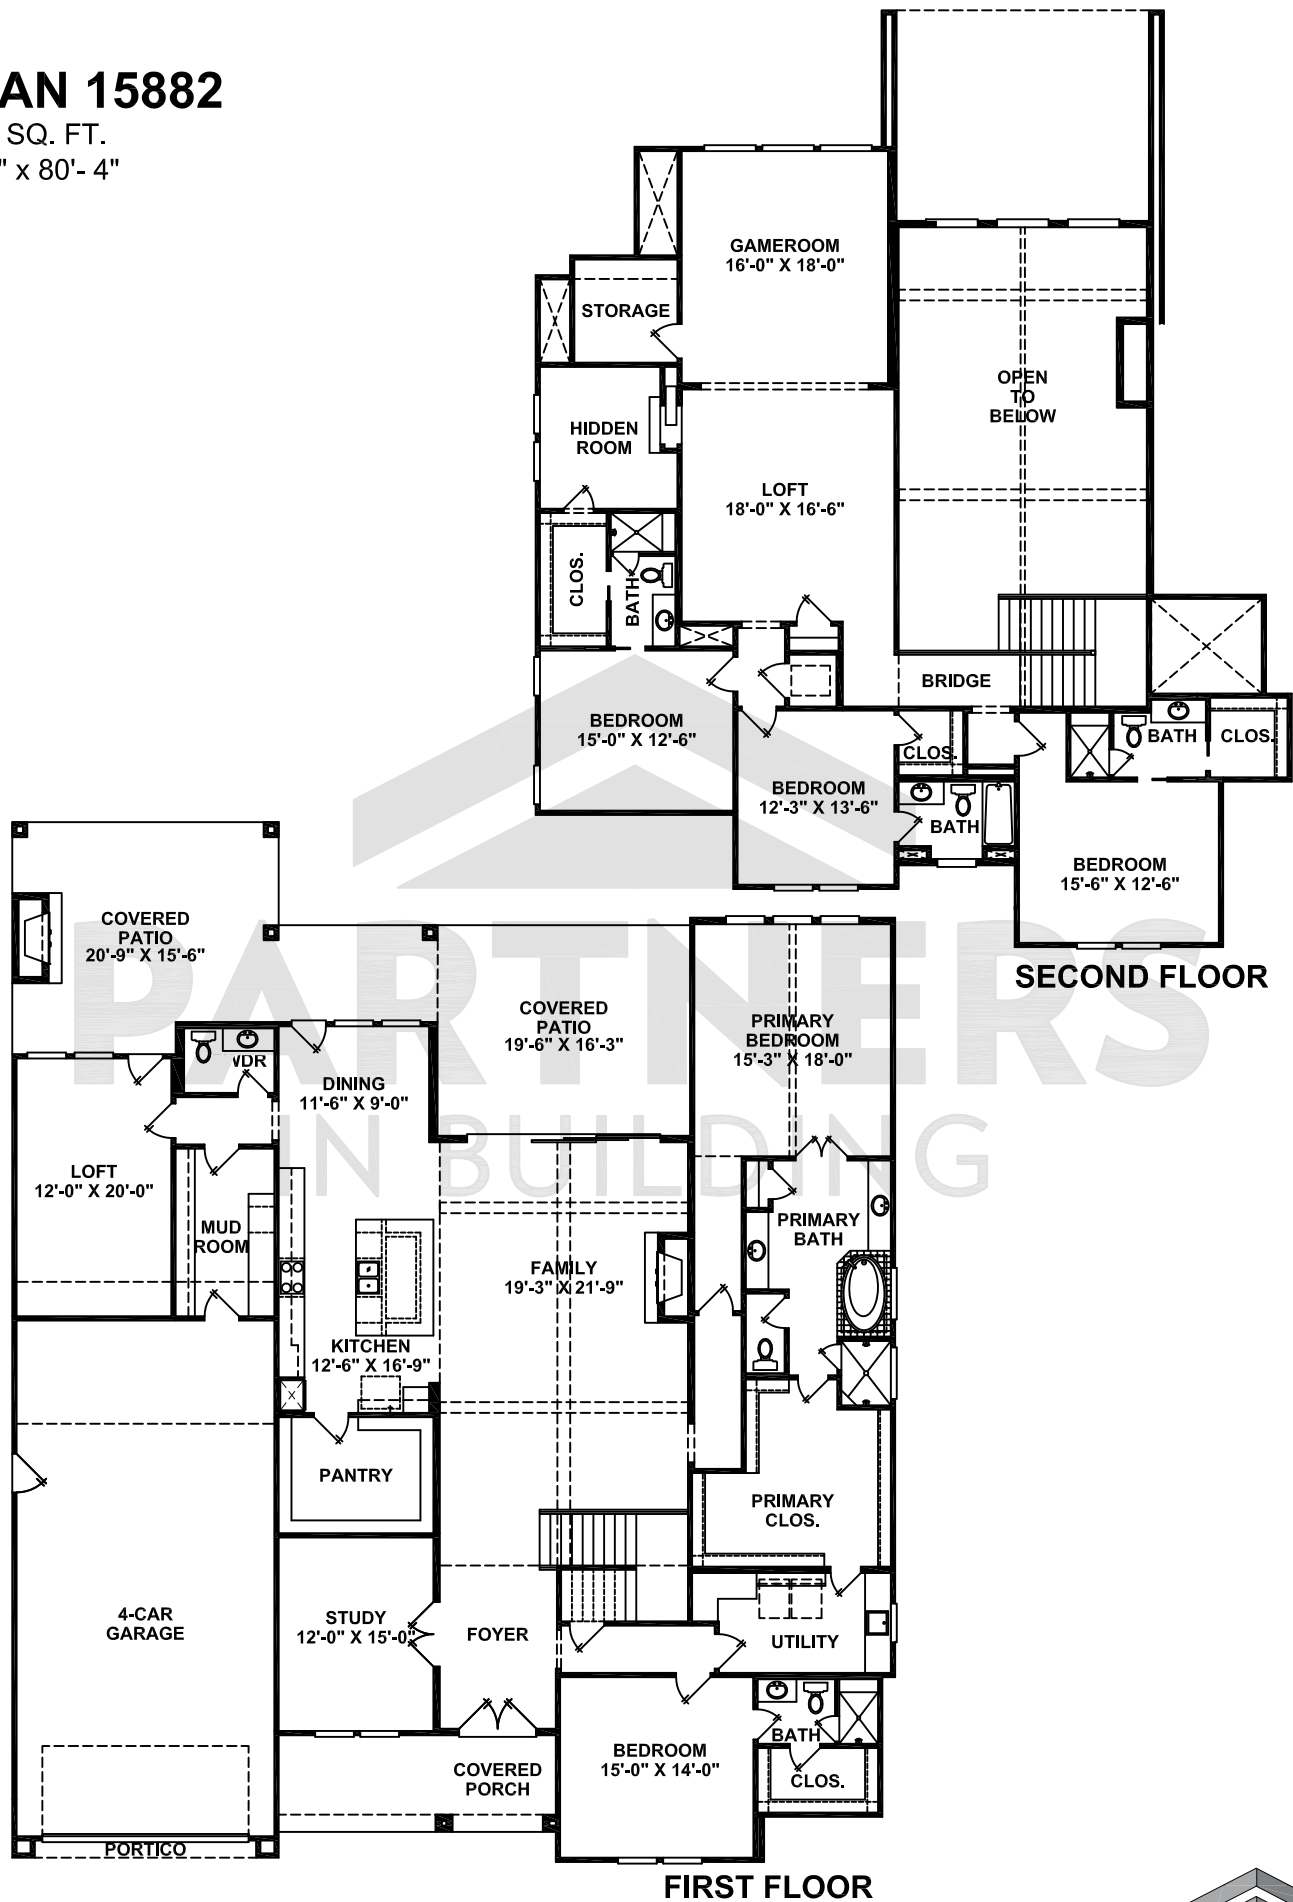 AN 15882
SQ. FT.
" x 80'- 4"
GAMEROOM
16'-0" X 18'-0"
STORAGE
OPEN
TO
BELOW
HIDDEN
ROOM
LOFT
18'-0" X 16'-6"
CLOS.
BATH
BRIDGE
BEDROOM
15'-0" X 12'-6"
BATH
CLOS.
CLOS.
BEDROOM
12'-3" X 13'-6"
BATH
BEDROOM
15'-6" X 12'-6"
SECOND FLOOR
COVERED
PATIO
20'-9" X 15'-6"
PARTNERS
IN BUILDING
COVERED
PATIO
19'-6" X 16'-3"
PRIMARY
BEDROOM
15'-3" X 18'-0"
WDR
DINING
11'-6" X 9'-0"
LOFT
12'-0" X 20'-0"
MUD
ROOM
PRIMARY
BATH
FAMILY
19'-3" X 21'-9"
KITCHEN
12'-6" X 16'-9"
PANTRY
PRIMARY
CLOS.
4-CAR
GARAGE
STUDY
12'-0" X 15'-0"
FOYER
UTILITY
BATH
BEDROOM
15'-0" X 14'-0"
CLOS.
COVERED
PORCH
PORTICO
FIRST FLOOR